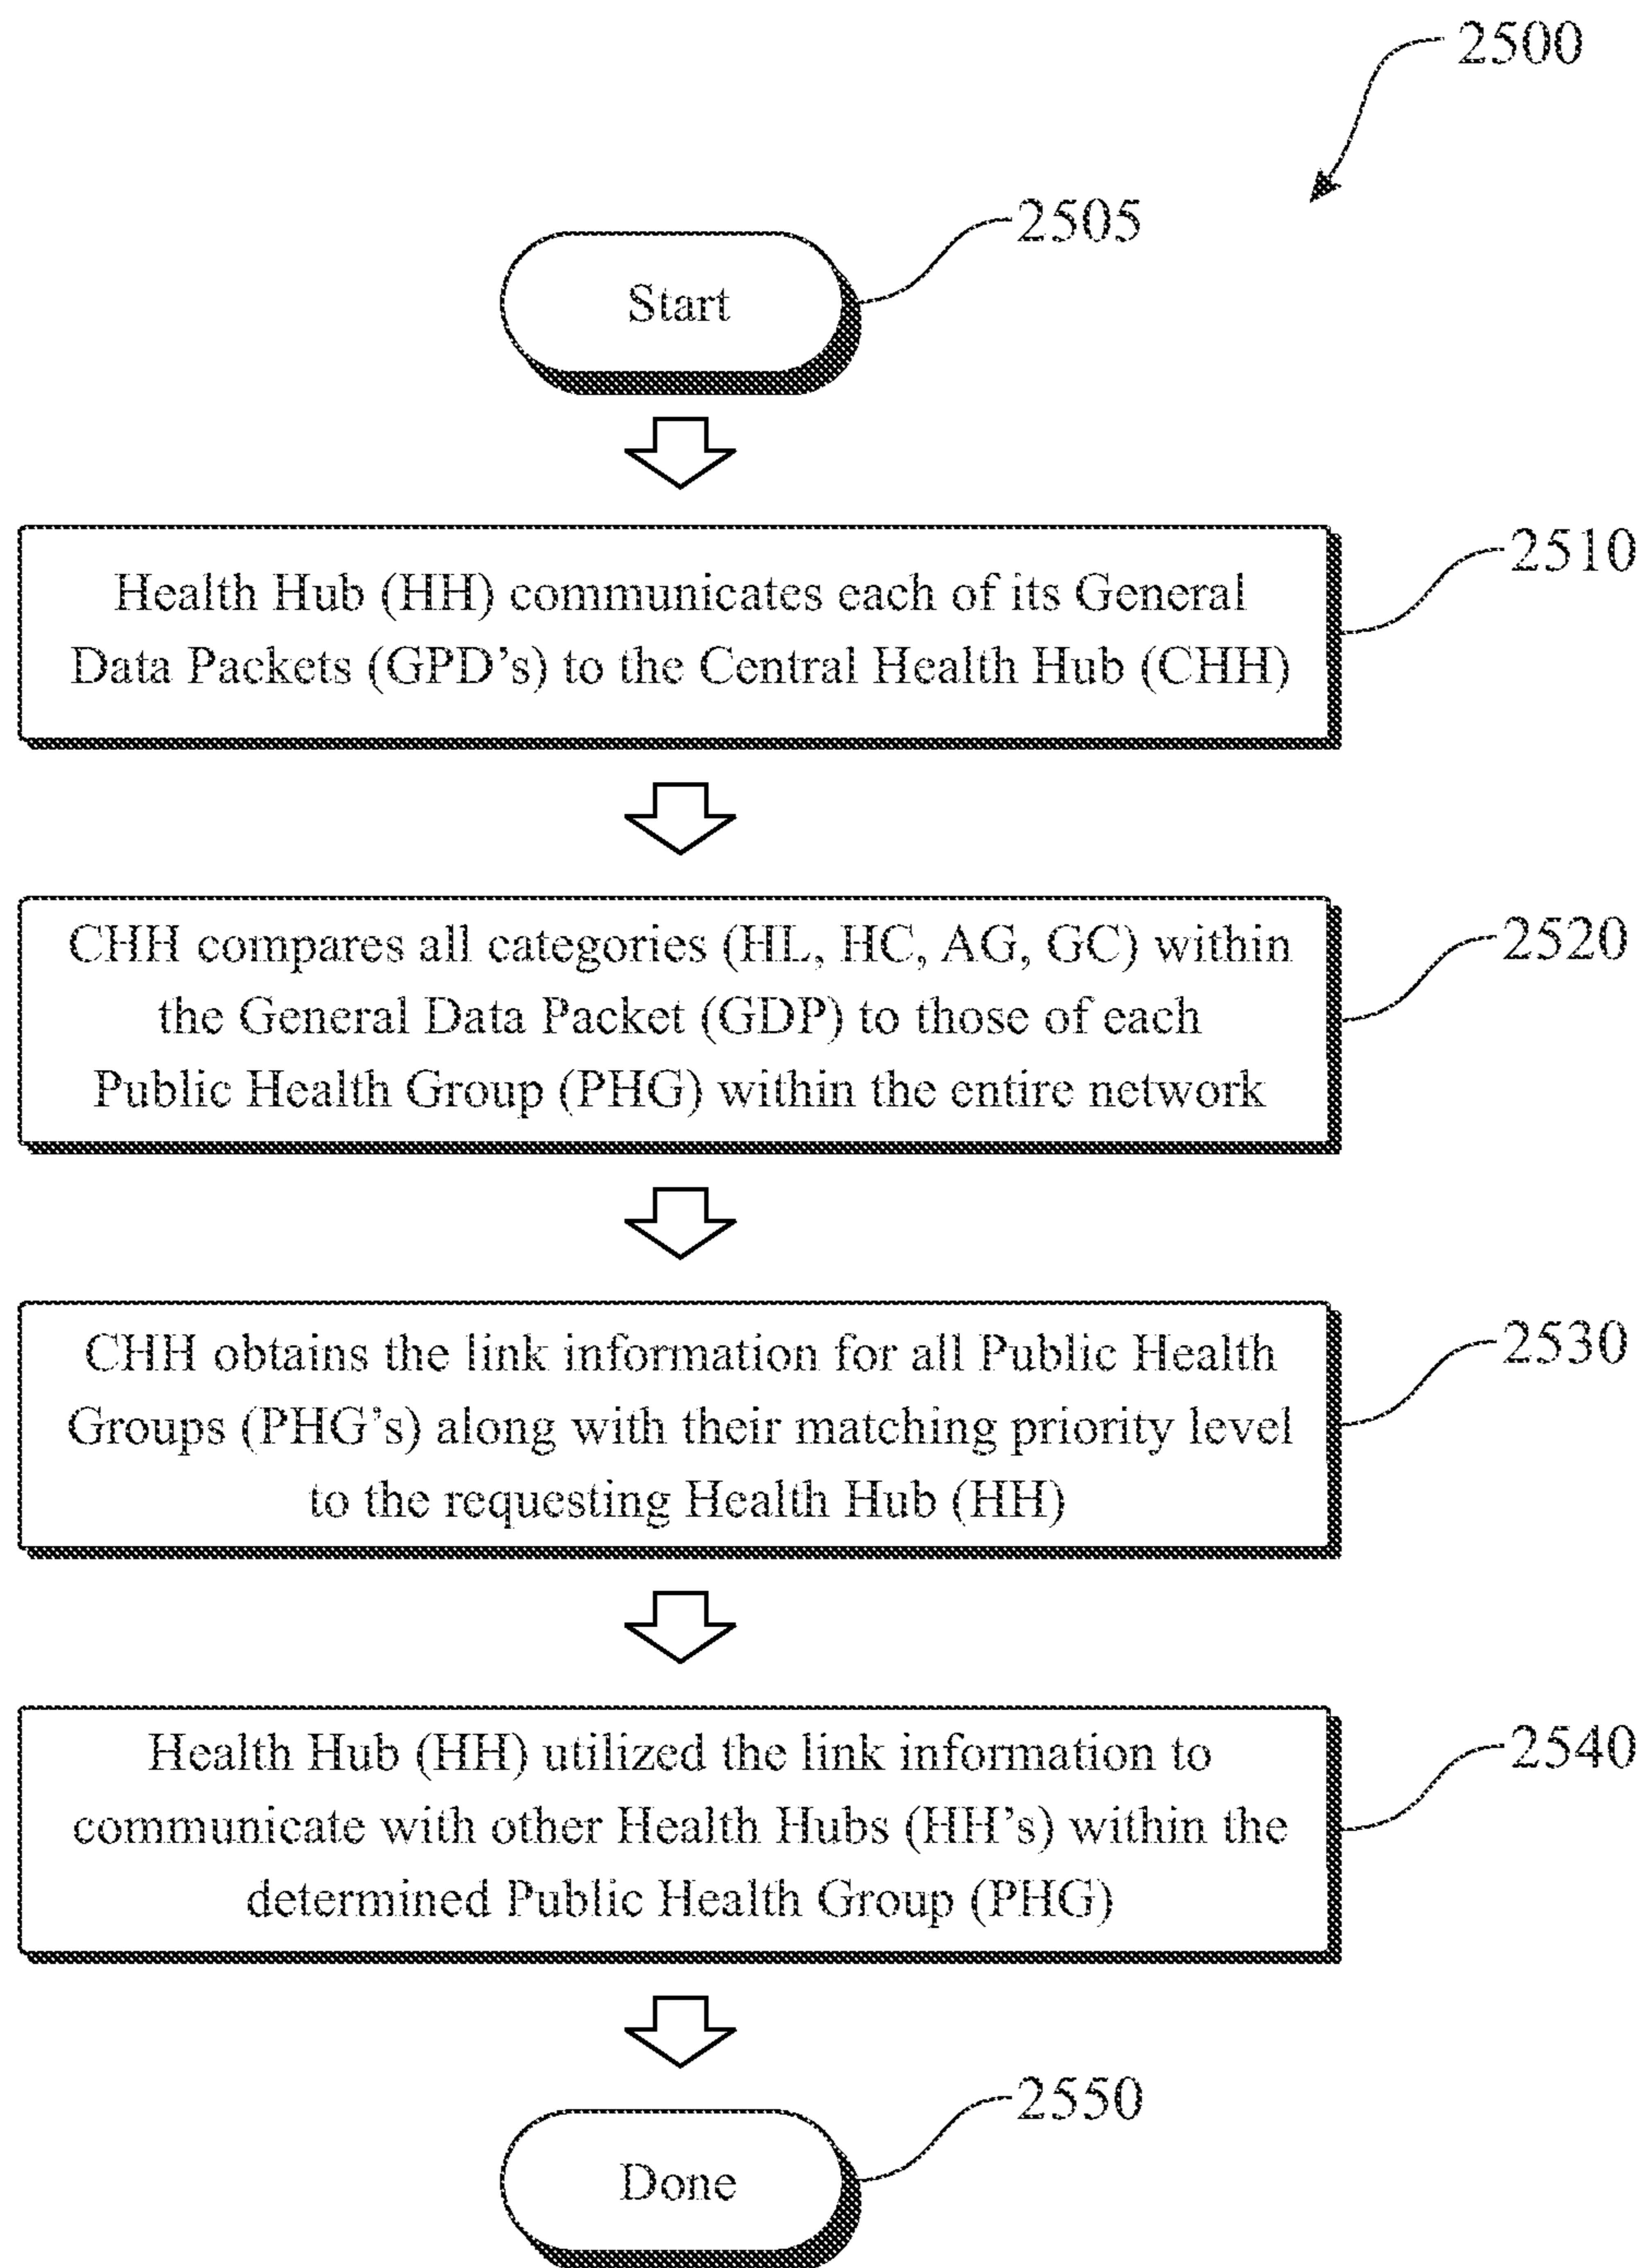 2500
2505
Start
2510
Health Hub (HH) communicates each of its General
Data Packets (GPD’s) to the Central Health Hub (CHH)
2520
CHH compares all categories (HL, HC, AG, GC) within
the General Data Packet (GDP) to those of each
Public Health Group (PHG) within the entire network
2530
CHH obtains the link information for all Public Health
Groups (PHG’s) along with their matching priority level
to the requesting Health Hub (HH)
2540
Health Hub (HH) utilized the link information to
communicate with other Health Hubs (HH’s) within the
determined Public Health Group (PHG)
2550
Done